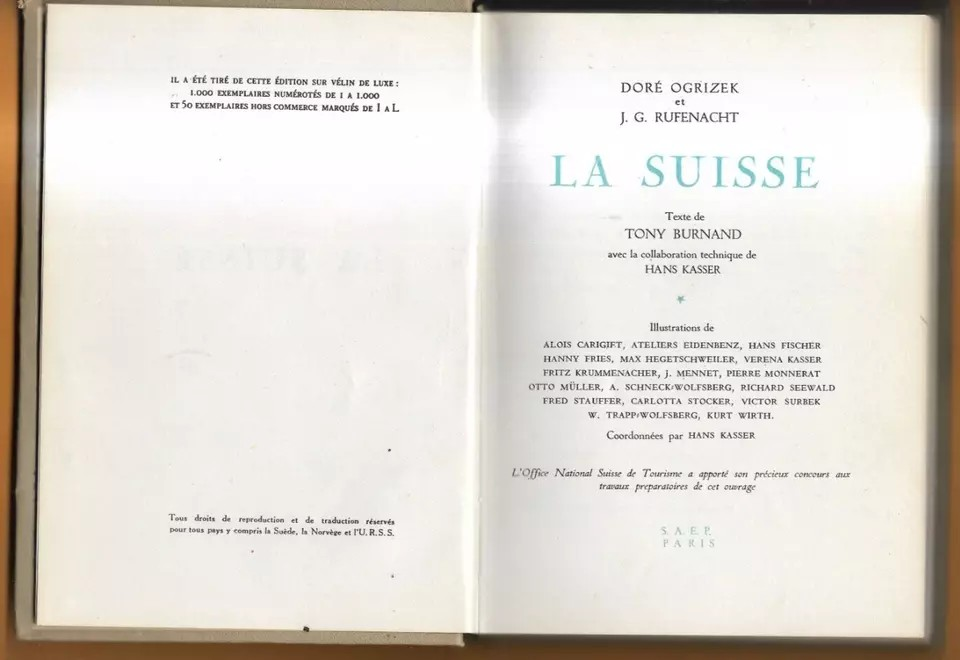 IL A ÉTÉ TIRÉ DE CETTE ÉDITION SUR VÉLIN DE LUXE :
1.000 EXEMPLAIRES NUMÉROTÉS DE 1 A 1.000
ET 50 EXEMPLAIRES HORS COMMERCE MARQUÉS DE I A L
Tous droits de reproduction et de traduction réservés
pour tous pays y compris la Suède, la Norvège et l'U.R.S.S.
DORÉ OGRIZEK
et
J. G. RUFENACHT
LA SUISSE
Texte de
TONY BURNAND
avec la collaboration technique de
HANS KASSER
Illustrations de
ALOIS CARIGIFT, ATELIERS EIDENBENZ, HANS FISCHER
HANNY FRIES, MAX HEGETSCHWEILER, VERENA KASSER
FRITZ KRUMMENACHER, J. MENNET, PIERRE MONNERAT
OTTO MÜLLER, A. SCHNECK-WOLFSBERG, RICHARD SEEWALD
FRED STAUFFER, CARLOTTA STOCKER, VICTOR SURBEK
W. TRAPP-WOLFSBERG, KURT WIRTH.
Coordonnées par HANS KASSER
L'Office National Suisse de Tourisme a apporté son précieux concours aux
travaux preparatoires de cet ouvrage
S.A.E.P.
PARIS